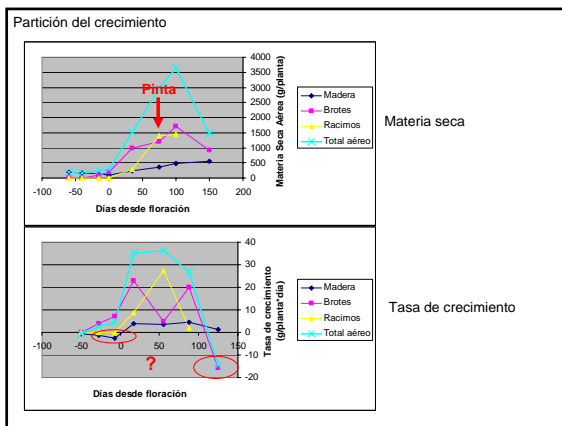 Partición del crecimiento
4000
3500
3000
2500
2000
1500
1000
500
0
-100 -50 0 50 100 150 200
Días desde floración
Materia Seca Aérea (g/planta)
Pinta
Madera
Brotes
Racimos
Total aéreo
Materia seca
40
30
20
10
0
-10
-20
-100 -50 0 50 100 150
Días desde floración
Tasa de crecimiento
(g/planta*día)
?
Madera
Brotes
Racimos
Total aéreo
Tasa de crecimiento